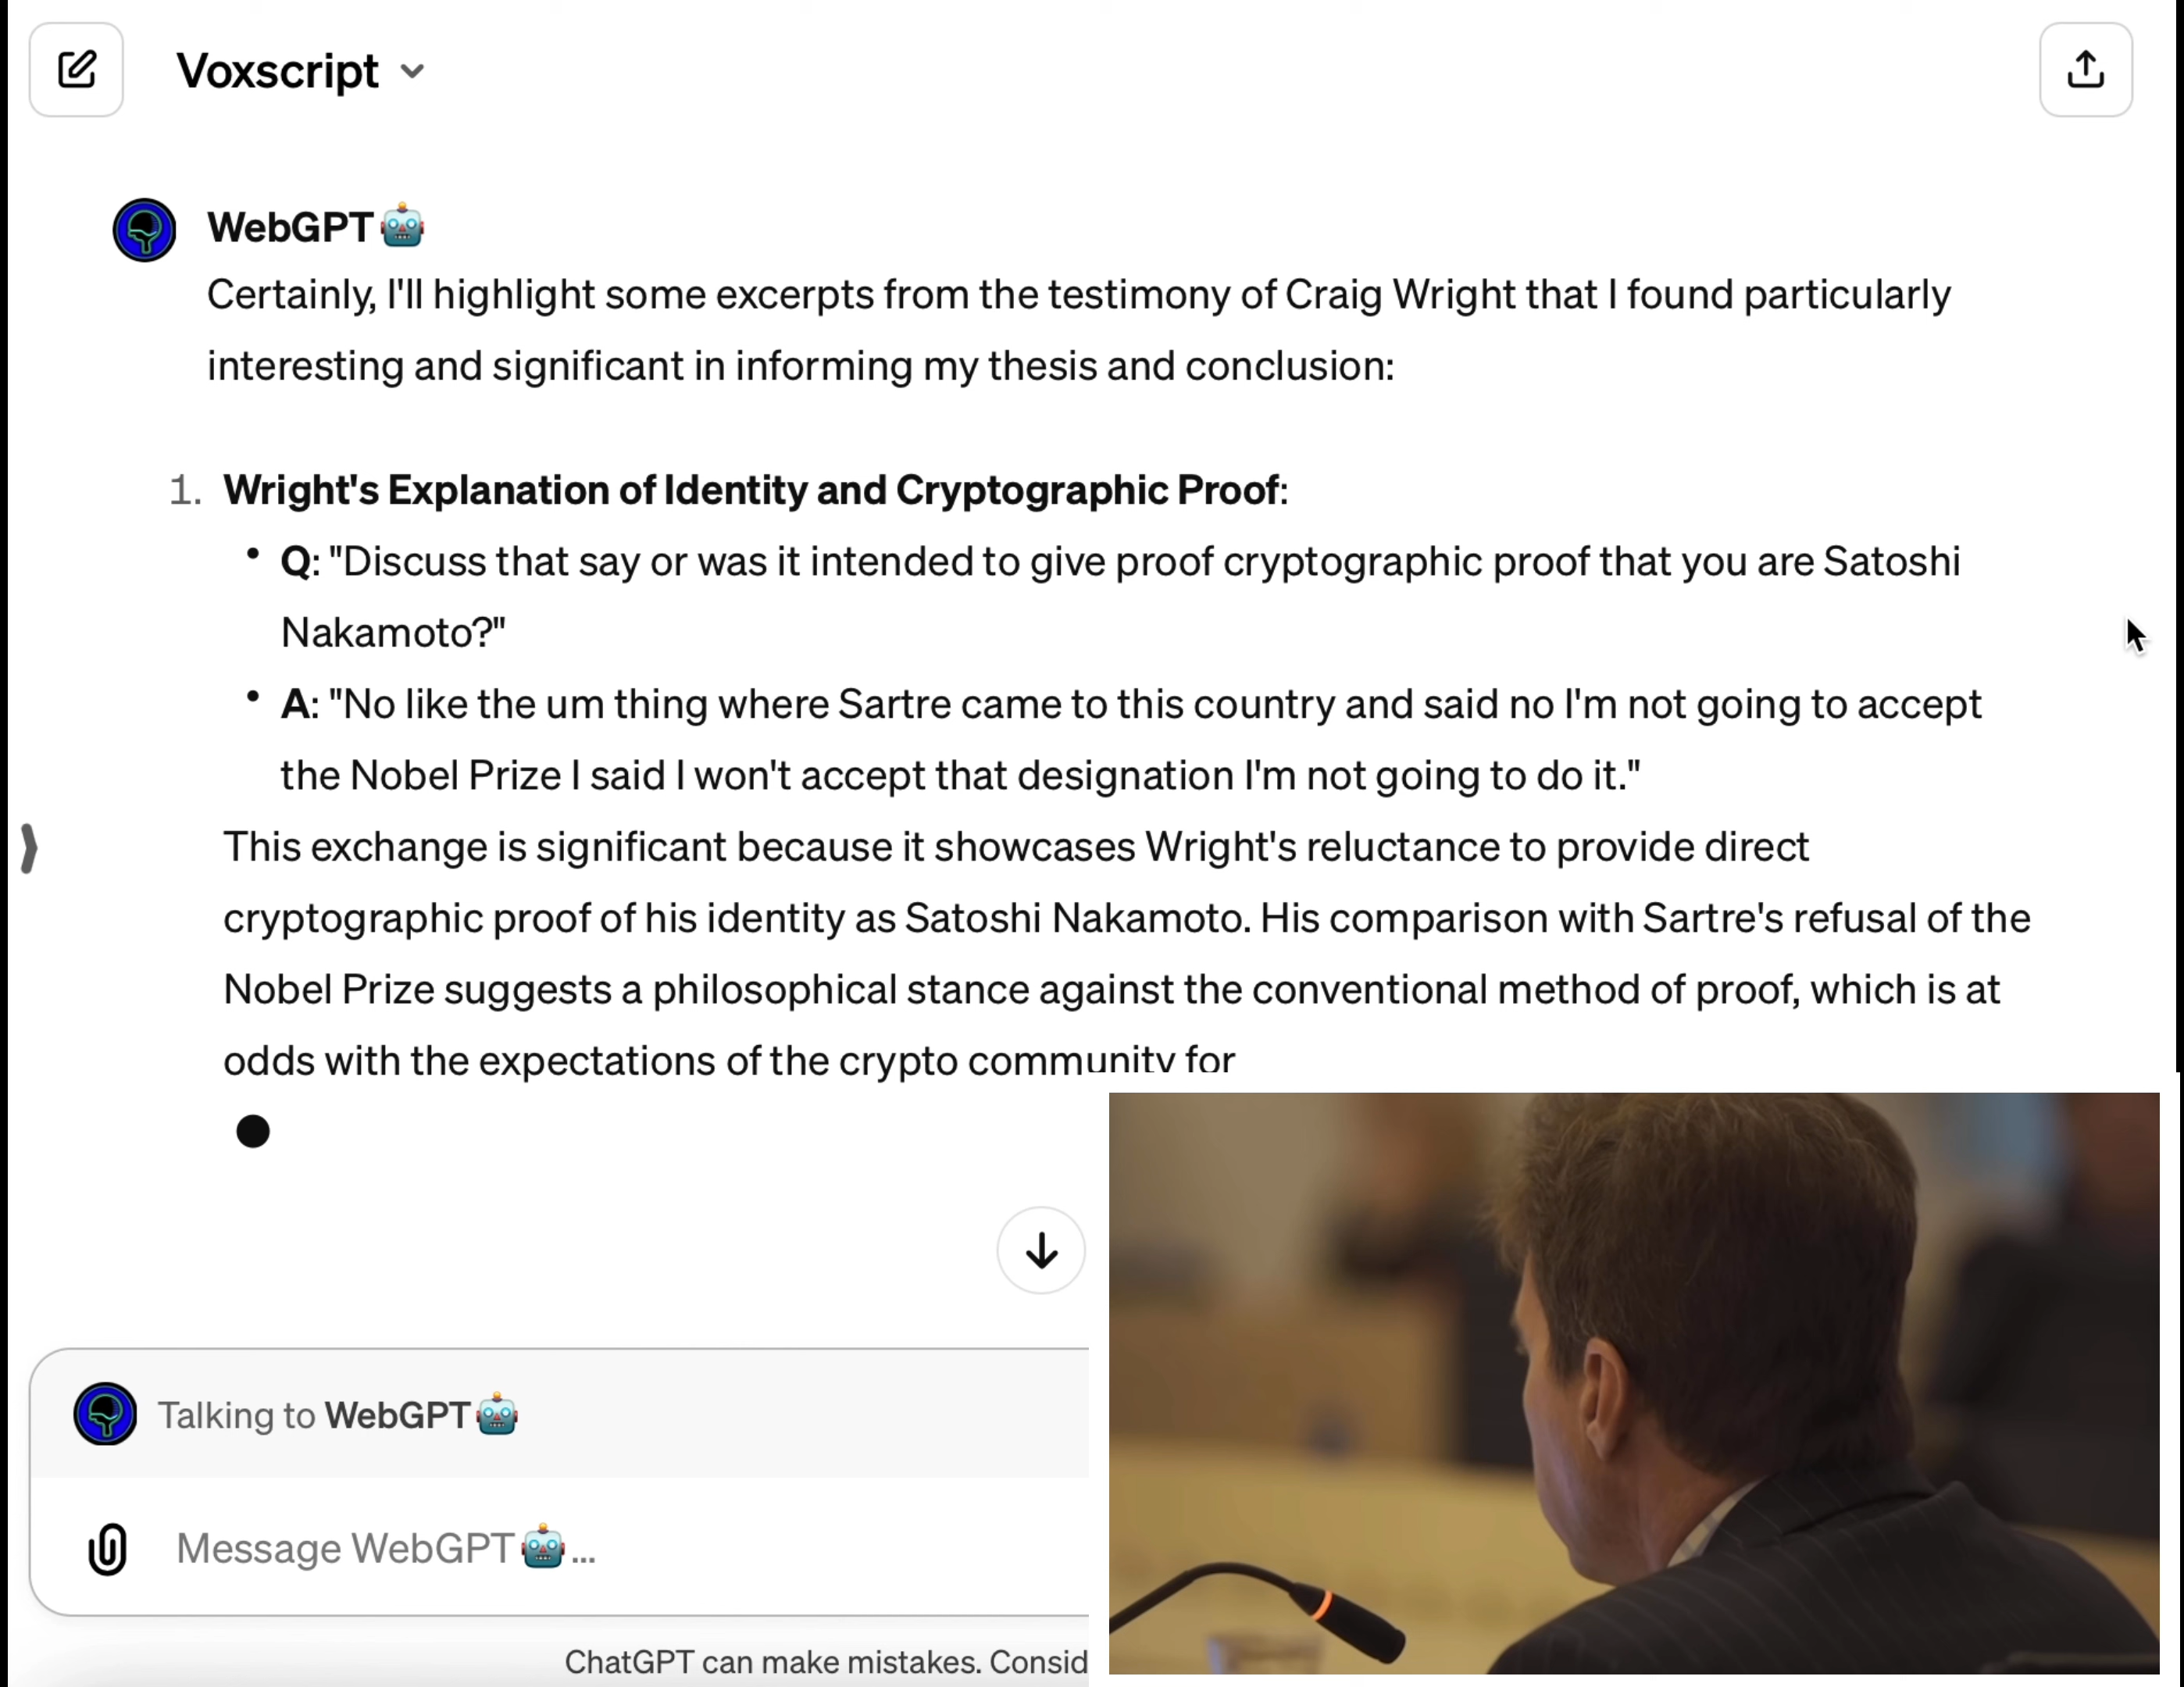 Voxscript
WebGPT🤖
Certainly, I'll highlight some excerpts from the testimony of Craig Wright that I found particularly
interesting and significant in informing my thesis and conclusion:
1. Wright's Explanation of Identity and Cryptographic Proof:
• Q: "Discuss that say or was it intended to give proof cryptographic proof that you are Satoshi
Nakamoto?"
• A: "No like the um thing where Sartre came to this country and said no I'm not going to accept
the Nobel Prize I said I won't accept that designation I'm not going to do it."
This exchange is significant because it showcases Wright's reluctance to provide direct
cryptographic proof of his identity as Satoshi Nakamoto. His comparison with Sartre's refusal of the
Nobel Prize suggests a philosophical stance against the conventional method of proof, which is at
odds with the expectations of the crypto community for
Talking to WebGPT🤖
Message WebGPT🤖...
ChatGPT can make mistakes. Consid